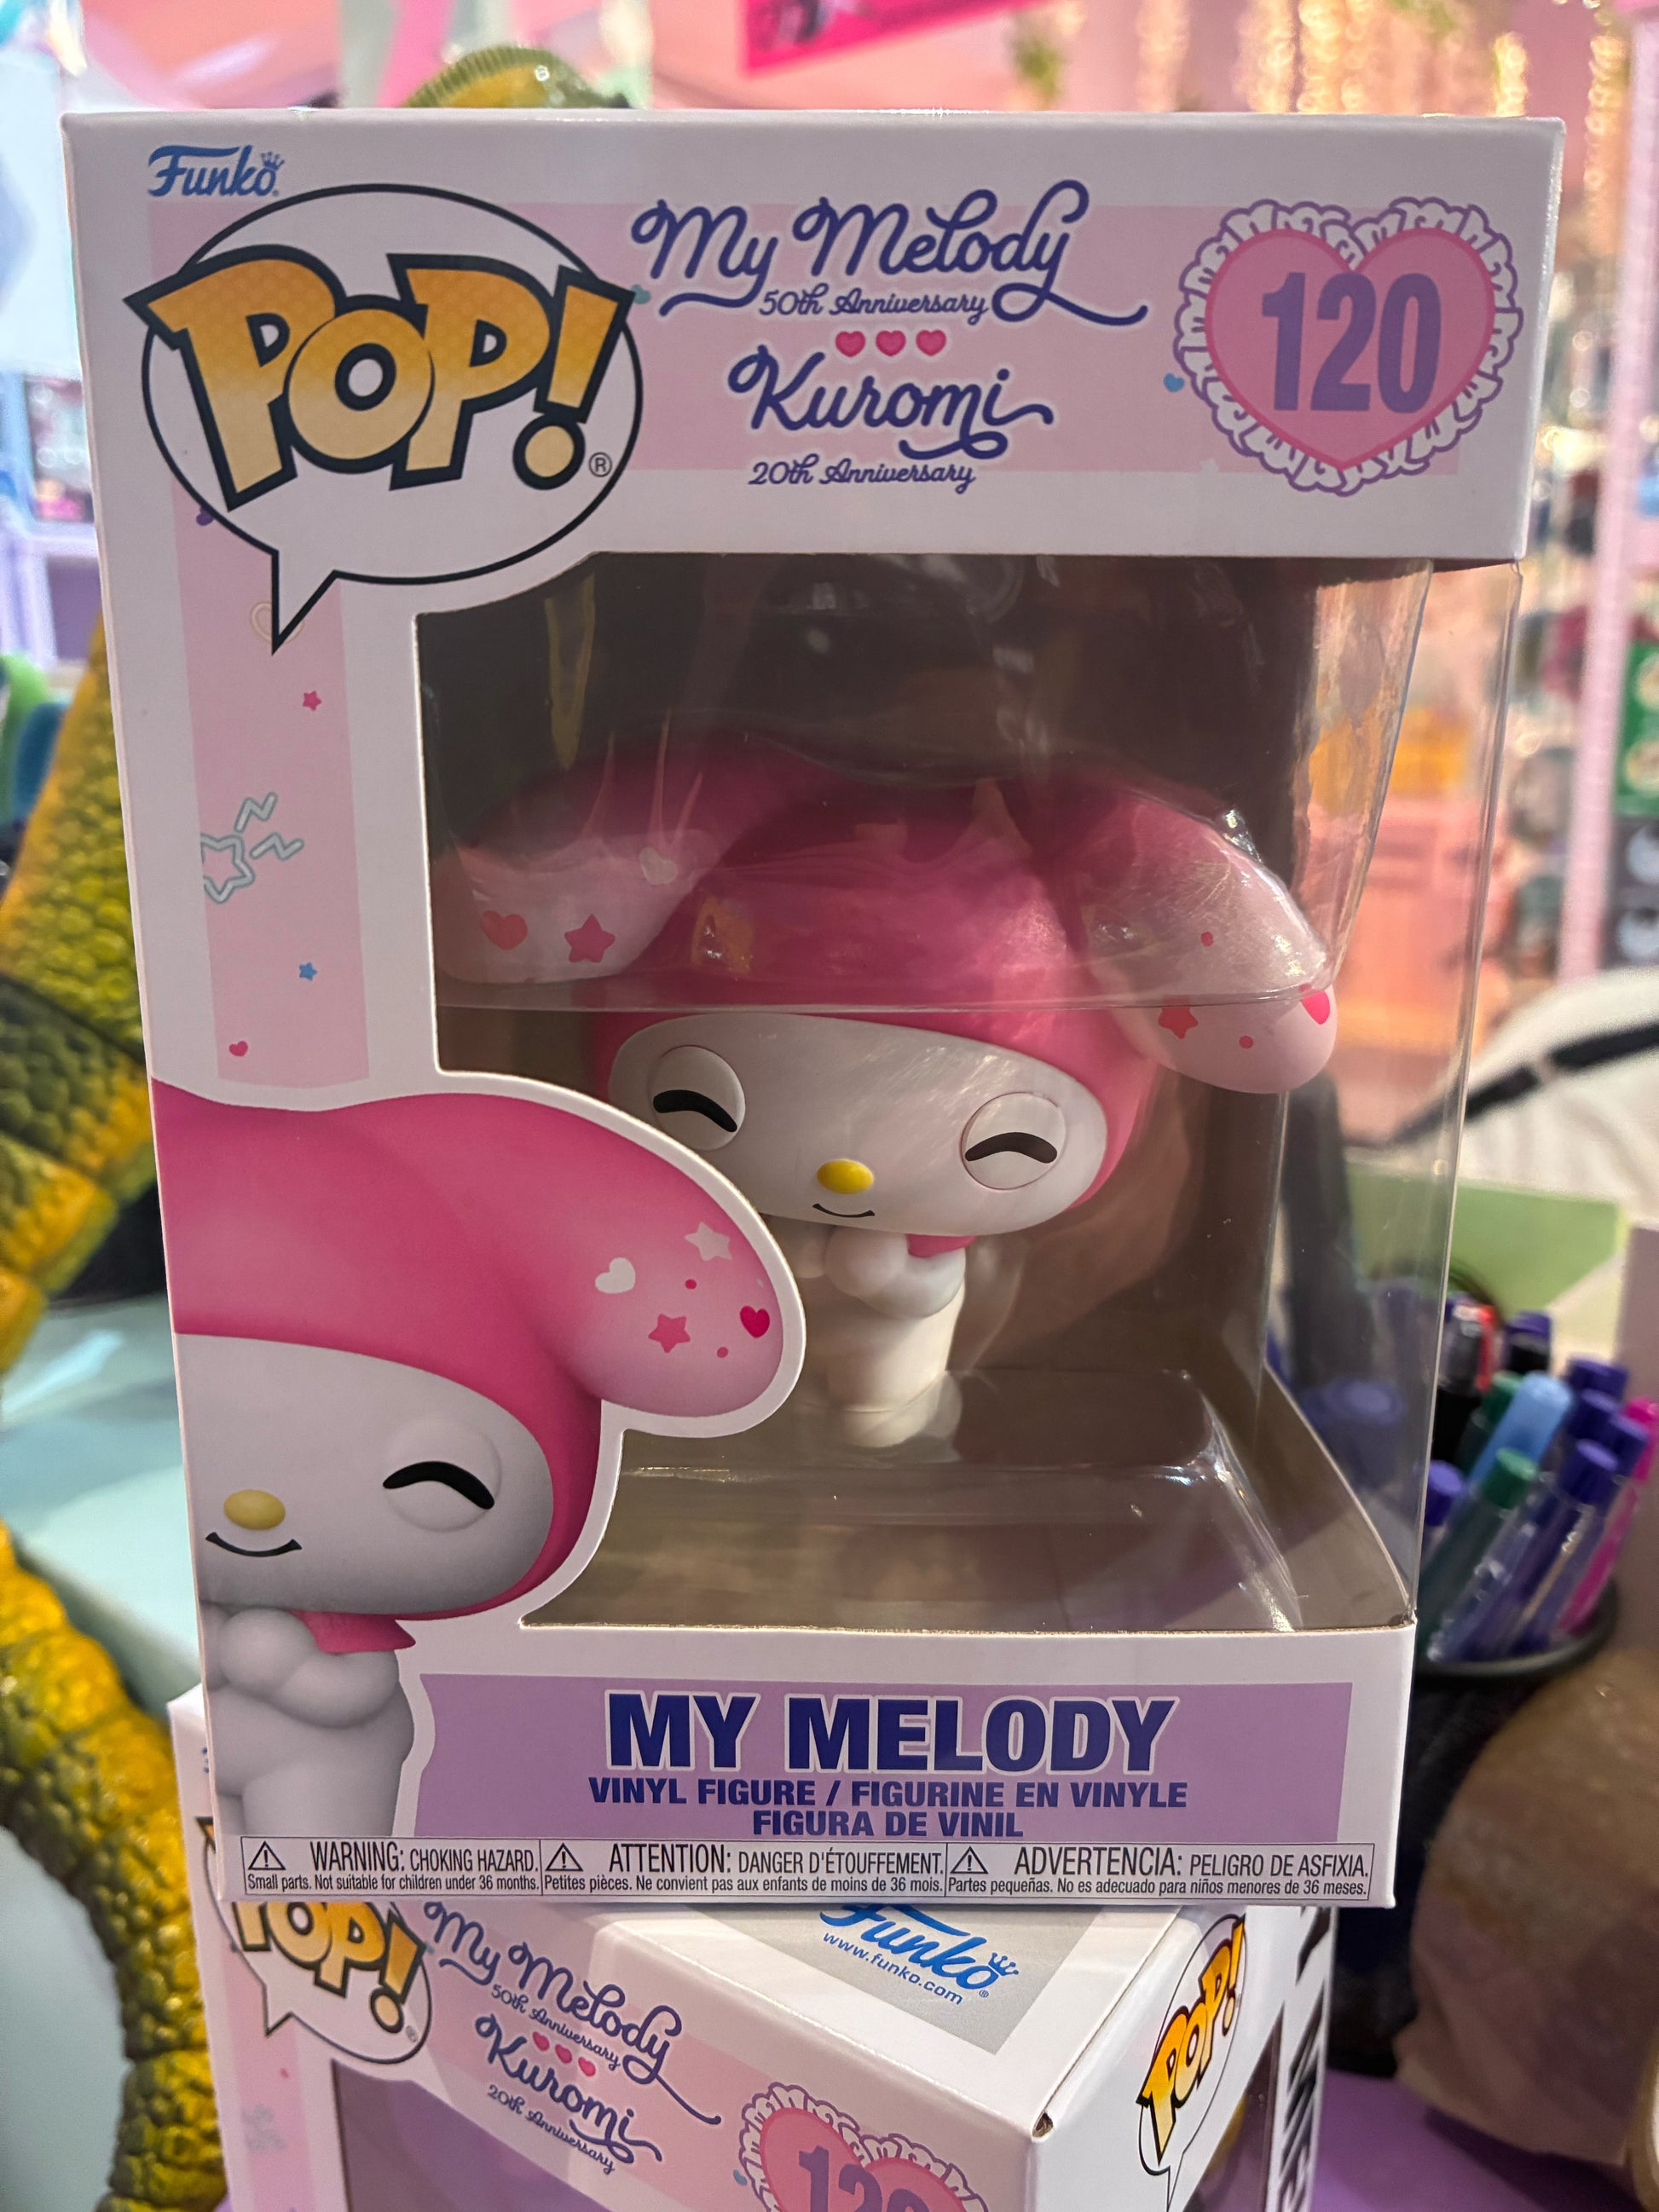 Funko
POP!®
My Melody
50th Anniversary
Kuromi
20th Anniversary
120
MY MELODY
VINYL FIGURE / FIGURINE EN VINYLE
FIGURA DE VINIL
WARNING: CHOKING HAZARD.
Small parts. Not suitable for children under 36 months.
ATTENTION: DANGER D'ÉTOUFFEMENT.
Petites pièces. Ne convient pas aux enfants de moins de 36 mois.
ADVERTENCIA: PELIGRO DE ASFIXIA.
Partes pequeñas. No es adecuado para niños menores de 36 meses.
Funko®
www.funko.com
POP!®
My Melody
50th Anniversary
Kuromi
20th Anniversary
POP!